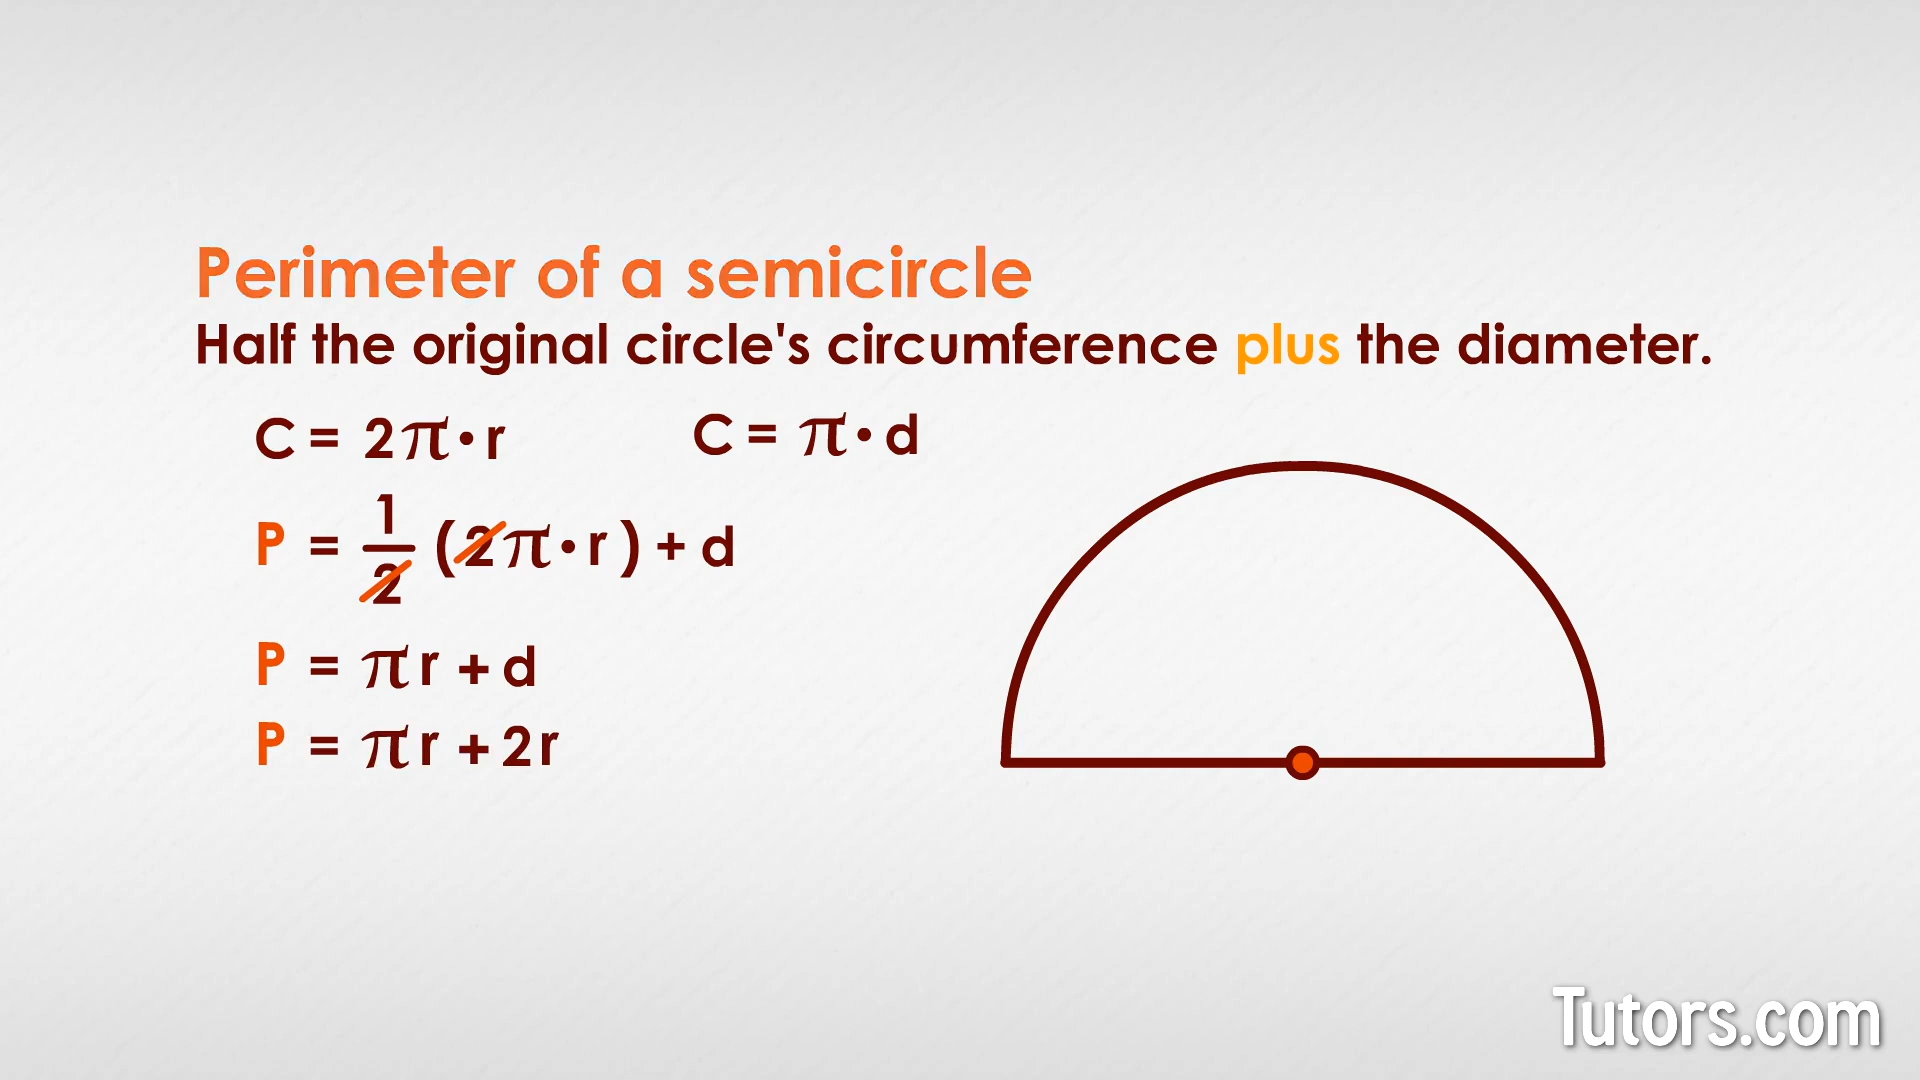 Perimeter of a semicircle
Half the original circle's circumference plus the diameter.
C = 2π·r
C = π·d
P = 1/2 (2π·r) + d
P = πr + d
P = πr + 2r
Tutors.com